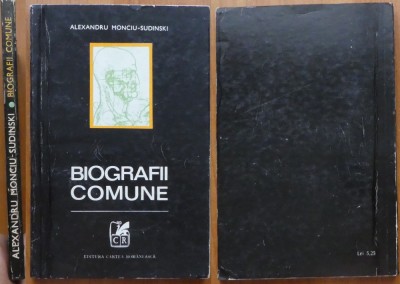 ALEXANDRU MONCIU-SUDINSKI ● BIOGRAFII COMUNE
ALEXANDRU MONCIU-SUDINSKI
BIOGRAFII
COMUNE
CR
EDITURA CARTEA ROMÂNEASCĂ
Lei 5,25